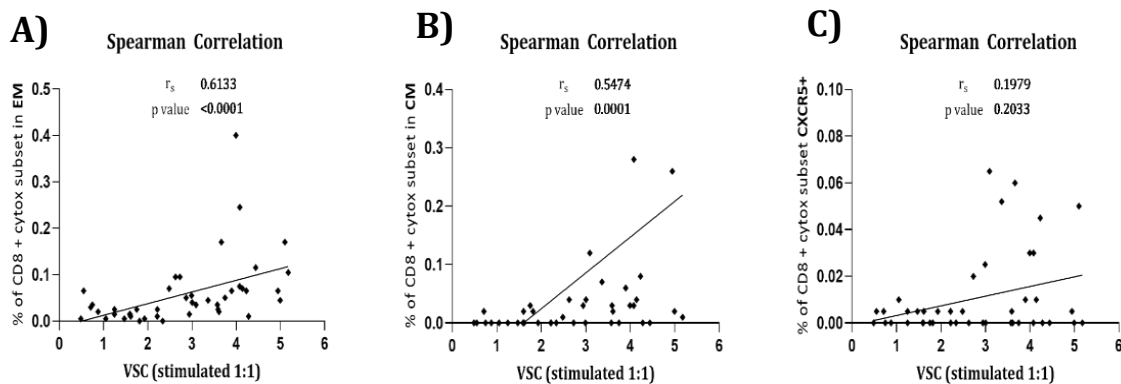 A)
Spearman Correlation
rs 0.6133
p value <0.0001
% of CD8 + cytox subset in EM
0.5
0.4
0.3
0.2
0.1
0.0
0 1 2 3 4 5 6
VSC (stimulated 1:1)
B)
Spearman Correlation
rs 0.5474
p value 0.0001
% of CD8 + cytox subset in CM
0.4
0.3
0.2
0.1
0.0
0 1 2 3 4 5 6
VSC (stimulated 1:1)
C)
Spearman Correlation
rs 0.1979
p value 0.2033
% of CD8 + cytox subset CXCR5+
0.10
0.08
0.06
0.04
0.02
0.00
0 1 2 3 4 5 6
VSC (stimulated 1:1)